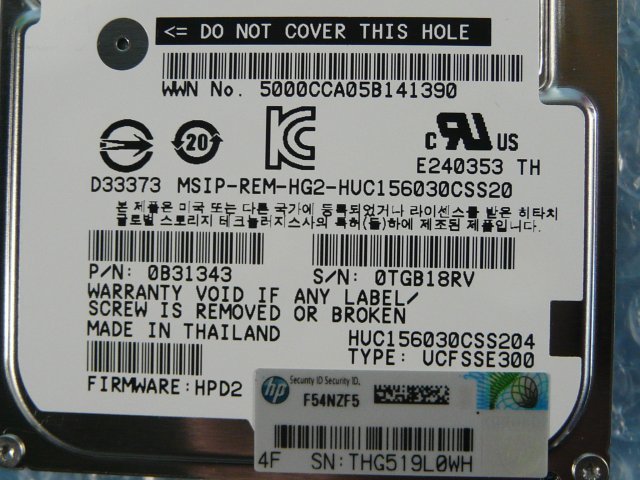 <= DO NOT COVER THIS HOLE
WWN No. 5000CCA05B141390
20
c RU US
E240353 TH
D33373 MSIP-REM-HG2-HUC156030CSS20
본 제품은 미국 또는 다른 국가에 등록되었거나 라이센스를 받은 히타치
글로벌 스토리지 테크놀러지스사의 특허(들)하에 제조된 제품입니다.
P/N: 0B31343 S/N: 0TGB18RV
WARRANTY VOID IF ANY LABEL/
SCREW IS REMOVED OR BROKEN
MADE IN THAILAND HUC156030CSS204
TYPE: UCFSSE300
FIRMWARE: HPD2
hp Security ID Security ID.
F54NZF5
4F SN: THG519L0WH